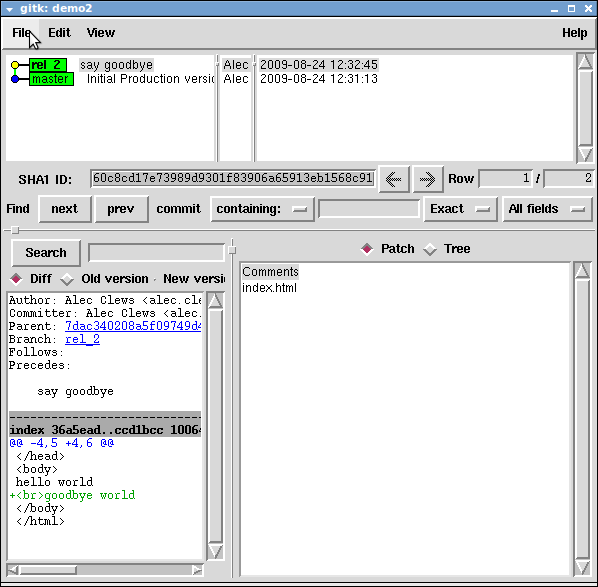 gitk: demo2
File Edit View Help
rel_2 say goodbye Alec 2009-08-24 12:32:45
master Initial Production versi Alec 2009-08-24 12:31:13
SHA1 ID: 60c8cd17e73989d9301f83906a65913eb1568c91 Row 1 / 2
Find next prev commit containing: Exact All fields
Search
Patch Tree
Diff Old version New versi
Comments
index.html
Author: Alec Clews <alec.cle
Committer: Alec Clews <alec.
Parent: 7dac340208a5f09749d4
Branch: rel_2
Follows:
Precedes:
say goodbye
index 36a5ead..ccd1bcc 10064
@@ -4,5 +4,6 @@
</head>
<body>
hello world
+<br>goodbye world
</body>
</html>